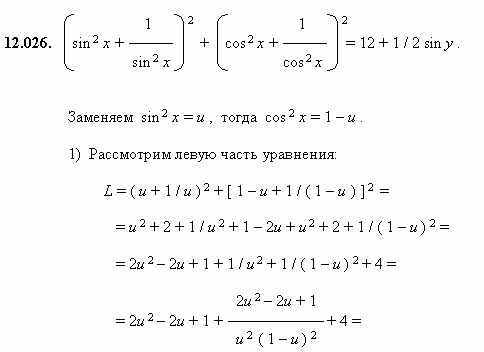 12.026. ( sin² x + 1 / sin² x )² + ( cos² x + 1 / cos² x )² = 12 + 1 / 2 sin y .
Заменяем sin² x = u , тогда cos² x = 1 – u .
1) Рассмотрим левую часть уравнения:
L = ( u + 1 / u )² + [ 1 – u + 1 / ( 1 – u ) ]² =
= u² + 2 + 1 / u² + 1 – 2u + u² + 2 + 1 / ( 1 – u )² =
= 2u² – 2u + 1 + 1 / u² + 1 / ( 1 – u )² + 4 =
= 2u² – 2u + 1 + (2u² – 2u + 1) / (u² ( 1 – u )²) + 4 =